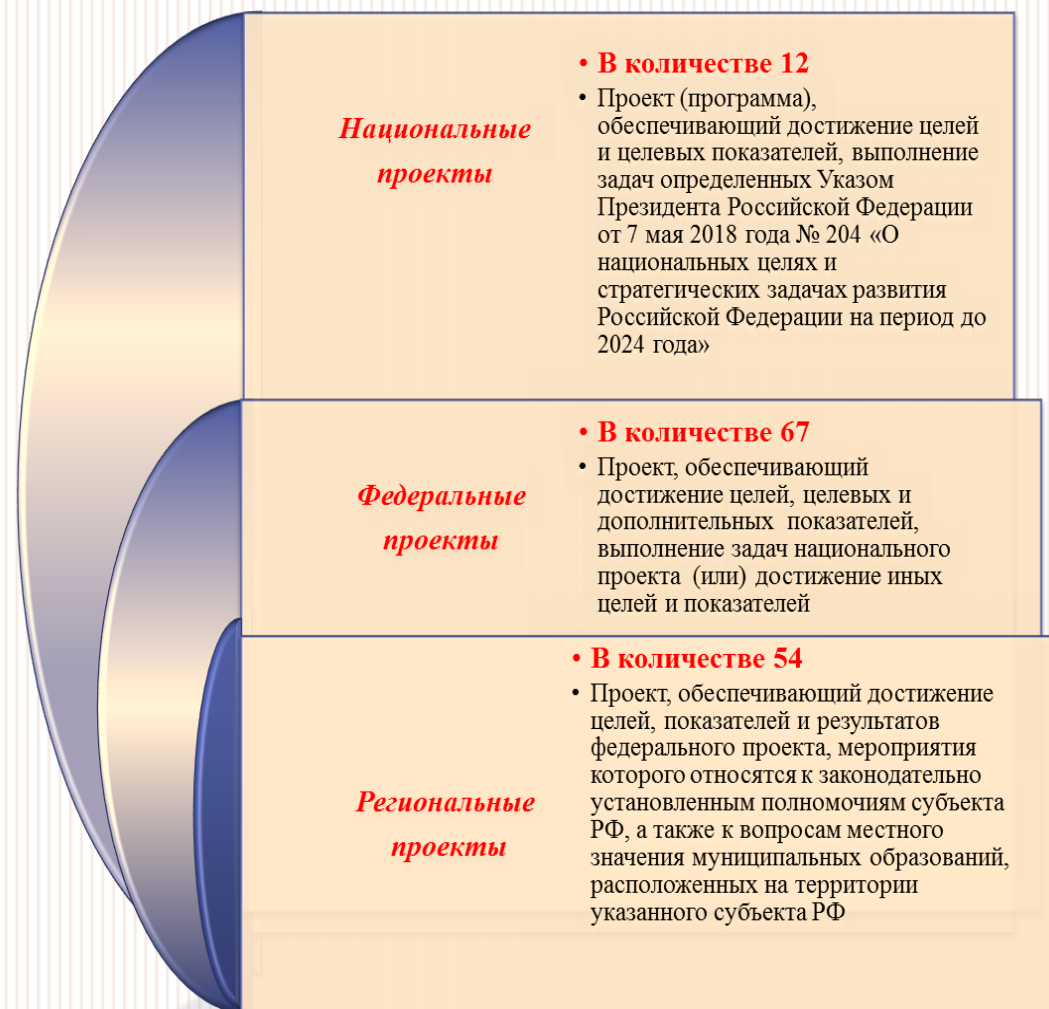 Национальные
проекты
• В количестве 12
• Проект (программа),
обеспечивающий достижение целей
и целевых показателей, выполнение
задач определенных Указом
Президента Российской Федерации
от 7 мая 2018 года № 204 «О
национальных целях и
стратегических задачах развития
Российской Федерации на период до
2024 года»
Федеральные
проекты
• В количестве 67
• Проект, обеспечивающий
достижение целей, целевых и
дополнительных показателей,
выполнение задач национального
проекта (или) достижение иных
целей и показателей
Региональные
проекты
• В количестве 54
• Проект, обеспечивающий достижение
целей, показателей и результатов
федерального проекта, мероприятия
которого относятся к законодательно
установленным полномочиям субъекта
РФ, а также к вопросам местного
значения муниципальных образований,
расположенных на территории
указанного субъекта РФ